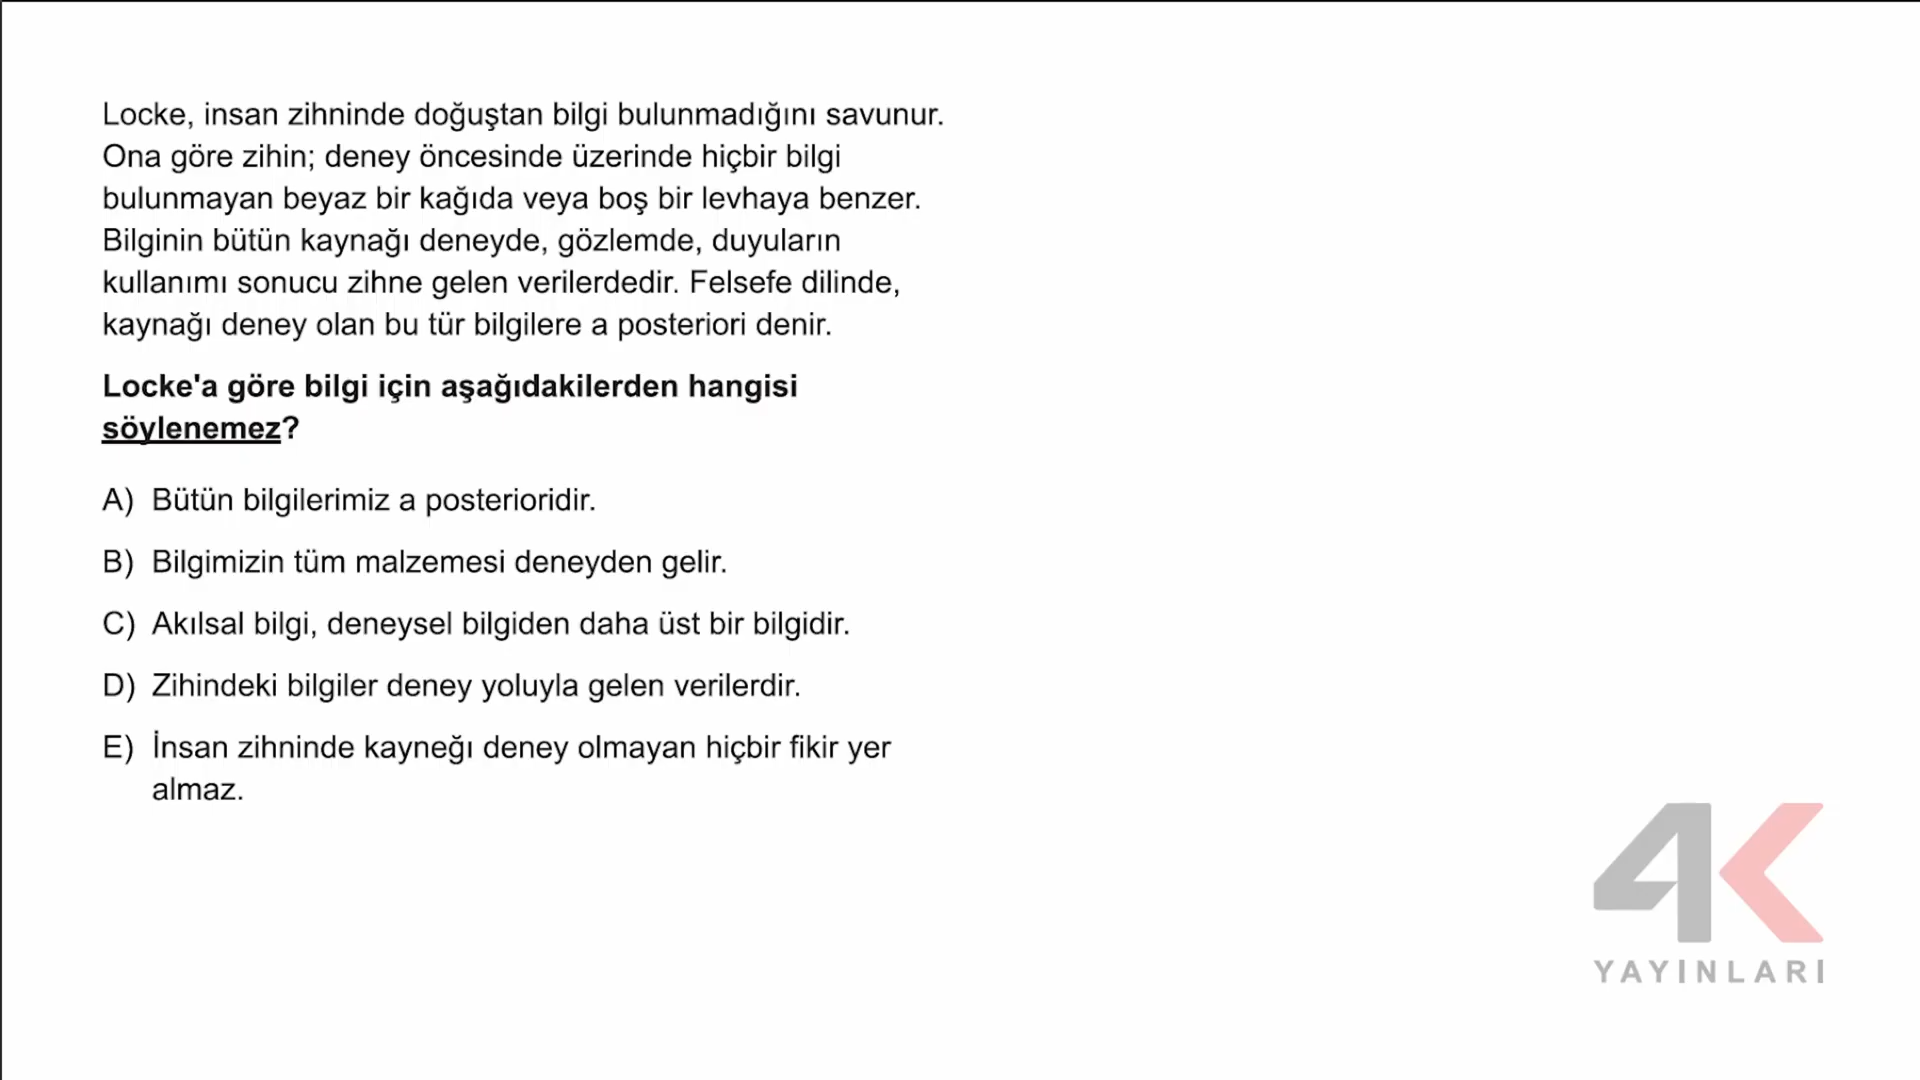 Locke, insan zihninde doğuştan bilgi bulunmadığını savunur.
Ona göre zihin; deney öncesinde üzerinde hiçbir bilgi
bulunmayan beyaz bir kağıda veya boş bir levhaya benzer.
Bilginin bütün kaynağı deneyde, gözlemde, duyuların
kullanımı sonucu zihne gelen verilerdedir. Felsefe dilinde,
kaynağı deney olan bu tür bilgilere a posteriori denir.
Locke'a göre bilgi için aşağıdakilerden hangisi
söylenemez?
A) Bütün bilgilerimiz a posterioridir.
B) Bilgimizin tüm malzemesi deneyden gelir.
C) Akılsal bilgi, deneysel bilgiden daha üst bir bilgidir.
D) Zihindeki bilgiler deney yoluyla gelen verilerdir.
E) İnsan zihninde kayneğı deney olmayan hiçbir fikir yer
almaz.
4K
YAYINLARI